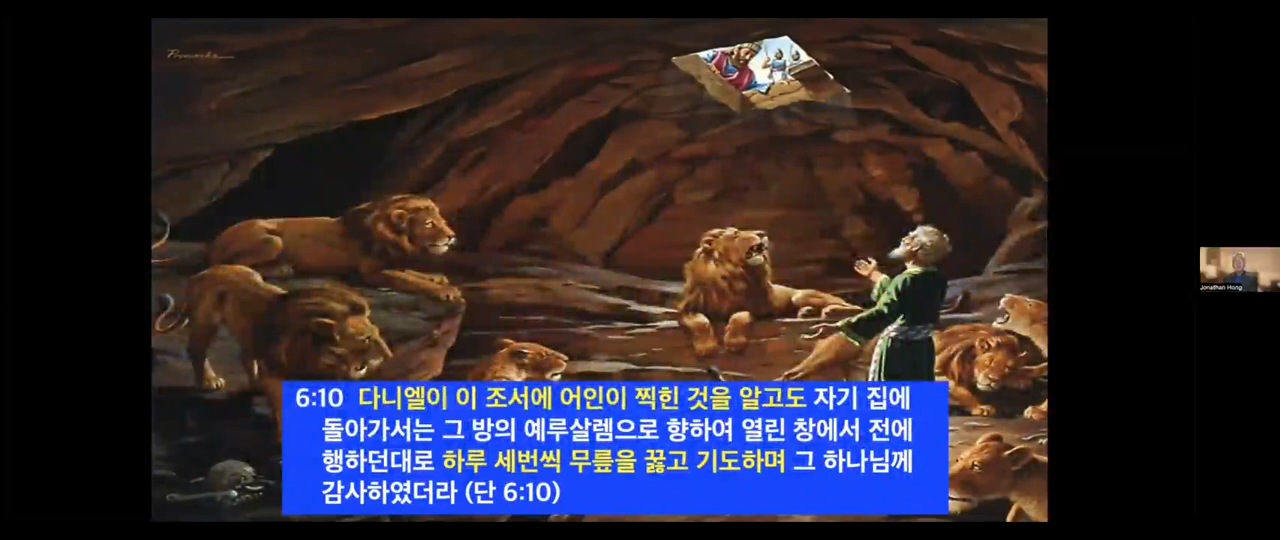 6:10 다니엘이 이 조서에 어인이 찍힌 것을 알고도 자기 집에
돌아가서는 그 방의 예루살렘으로 향하여 열린 창에서 전에
행하던대로 하루 세번씩 무릎을 꿇고 기도하며 그 하나님께
감사하였더라 (단 6:10)
Jonathan Hong